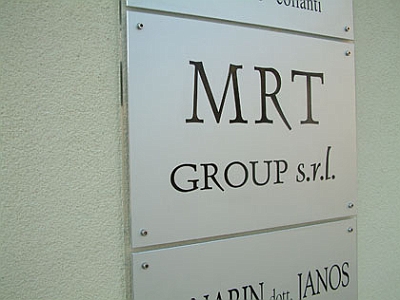 collanti
MRT
GROUP s.r.l.
dott. JANOS